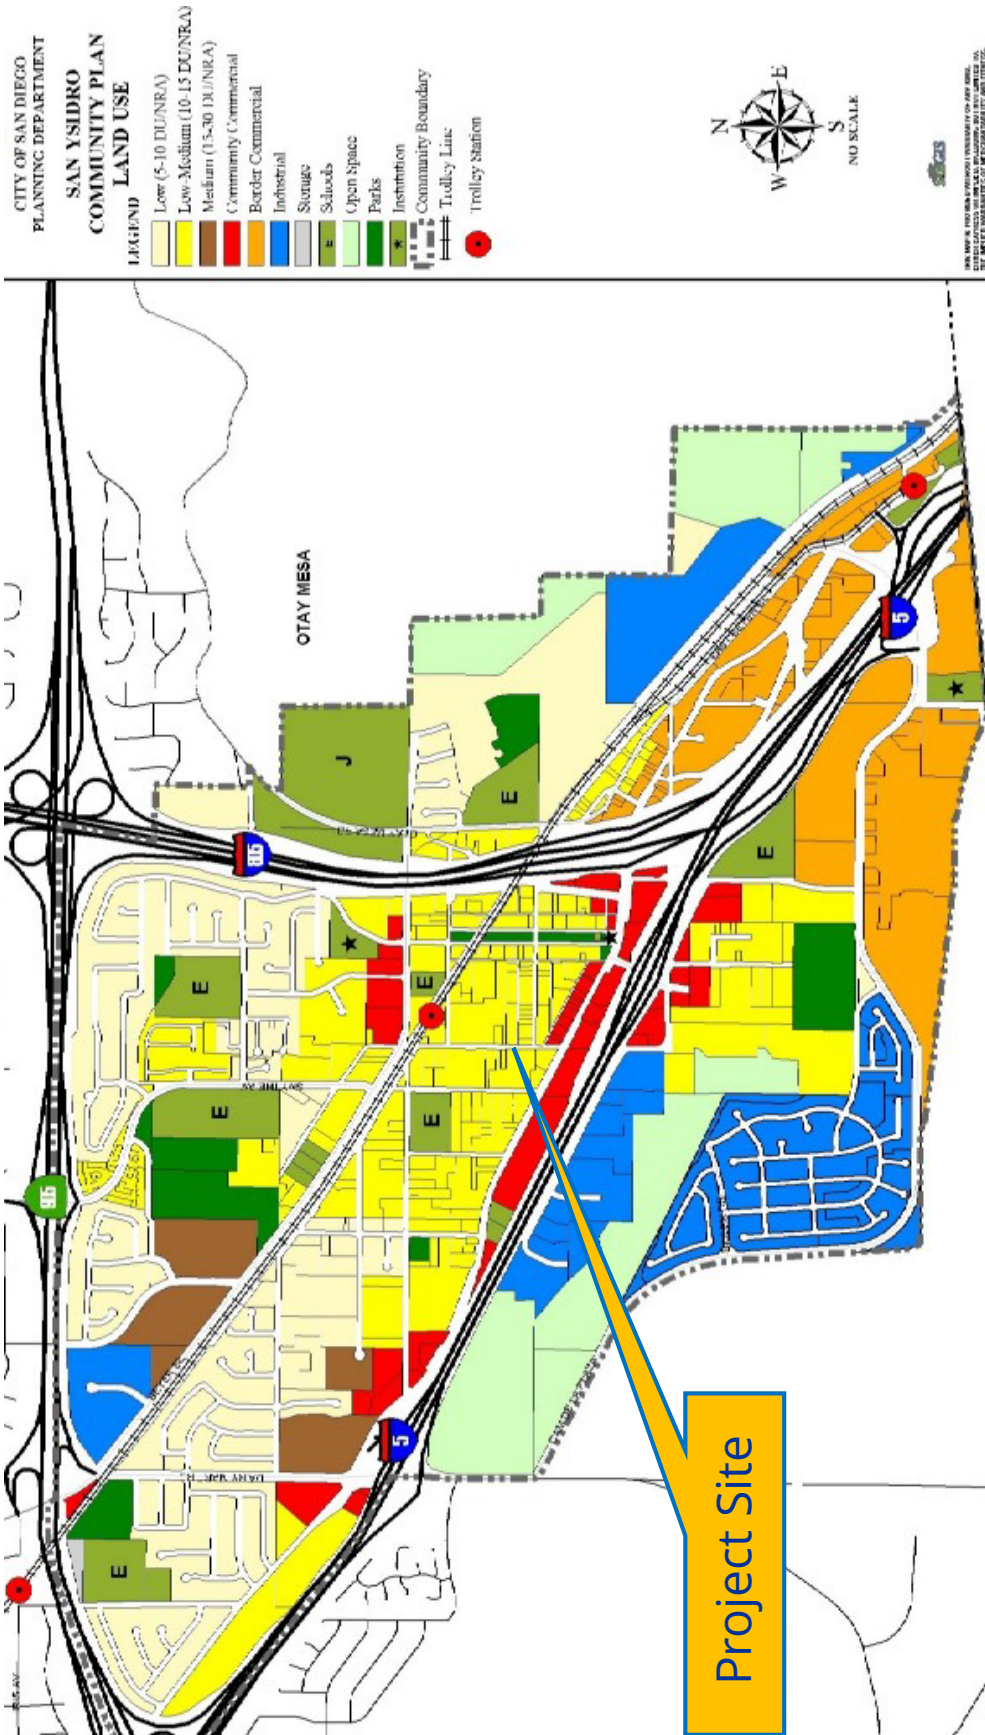 CITY OF SAN DIEGO
PLANNING DEPARTMENT
SAN YSIDRO
COMMUNITY PLAN
LAND USE
LEGEND
Low (5-10 DU/NRA)
Low-Medium (10-15 DU/NRA)
Medium (15-30 DU/NRA)
Community Commercial
Border Commercial
Industrial
Storage
Schools
Open Space
Parks
Institution
Community Boundary
Trolley Line
Trolley Station
N
W
E
S
NO SCALE
OTAY MESA
J
E
E
E
E
E
E
E
E
5
5
Project Site